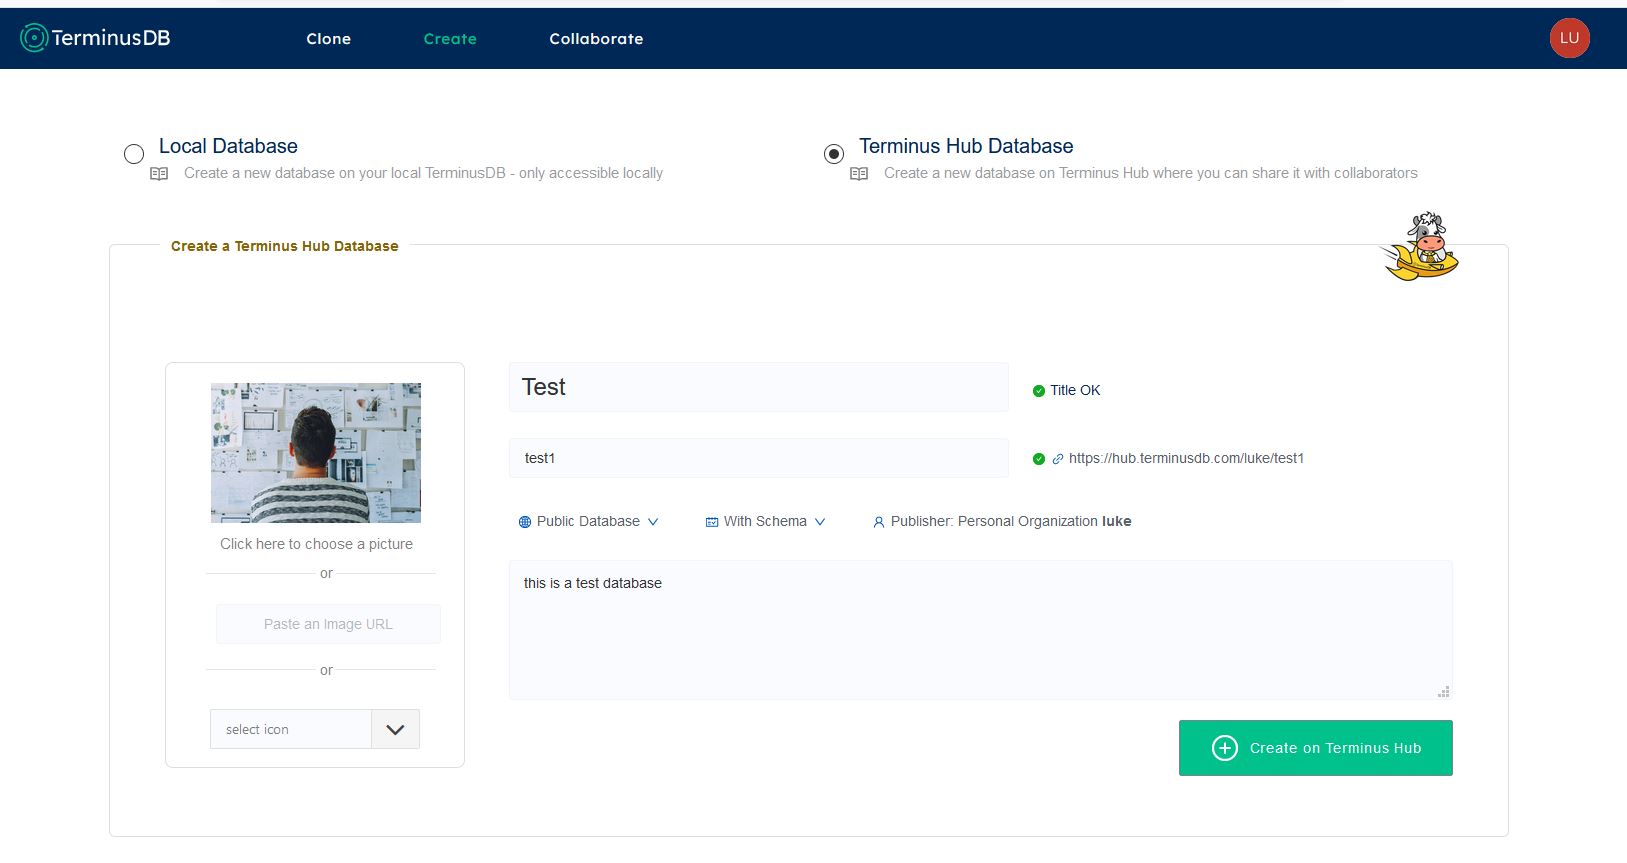 TerminusDB Clone Create Collaborate LU
Local Database
Create a new database on your local TerminusDB - only accessible locally
Terminus Hub Database
Create a new database on Terminus Hub where you can share it with collaborators
Create a Terminus Hub Database
Click here to choose a picture
or
Paste an Image URL
or
select icon
Test
Title OK
test1
https://hub.terminusdb.com/luke/test1
Public Database With Schema Publisher: Personal Organization luke
this is a test database
Create on Terminus Hub